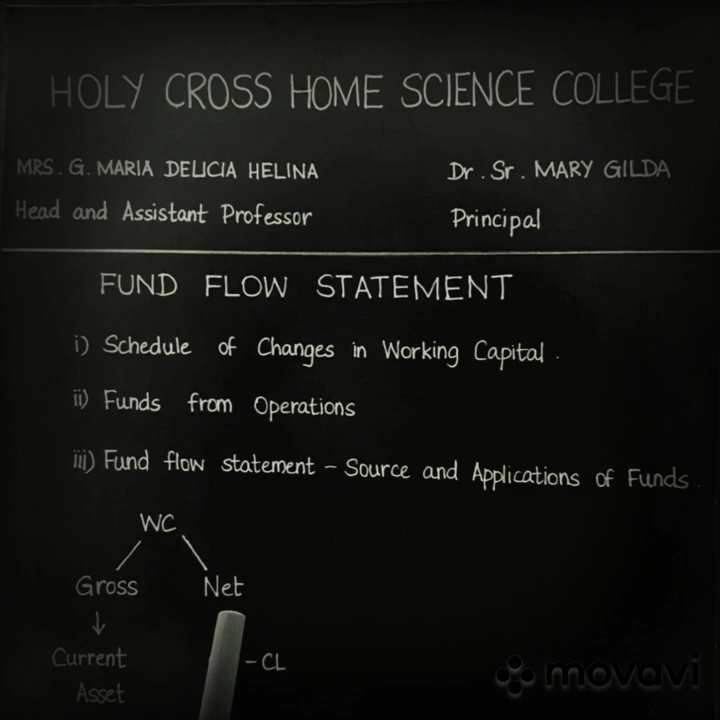 HOLY CROSS HOME SCIENCE COLLEGE
MRS. G. MARIA DELICIA HELINA
Dr. Sr. MARY GILDA
Head and Assistant Professor
Principal
FUND FLOW STATEMENT
i) Schedule of Changes in Working Capital.
ii) Funds from Operations
iii) Fund flow statement – Source and Applications of Funds.
WC
Gross Net
↓
Current
Asset
– CL
movavi